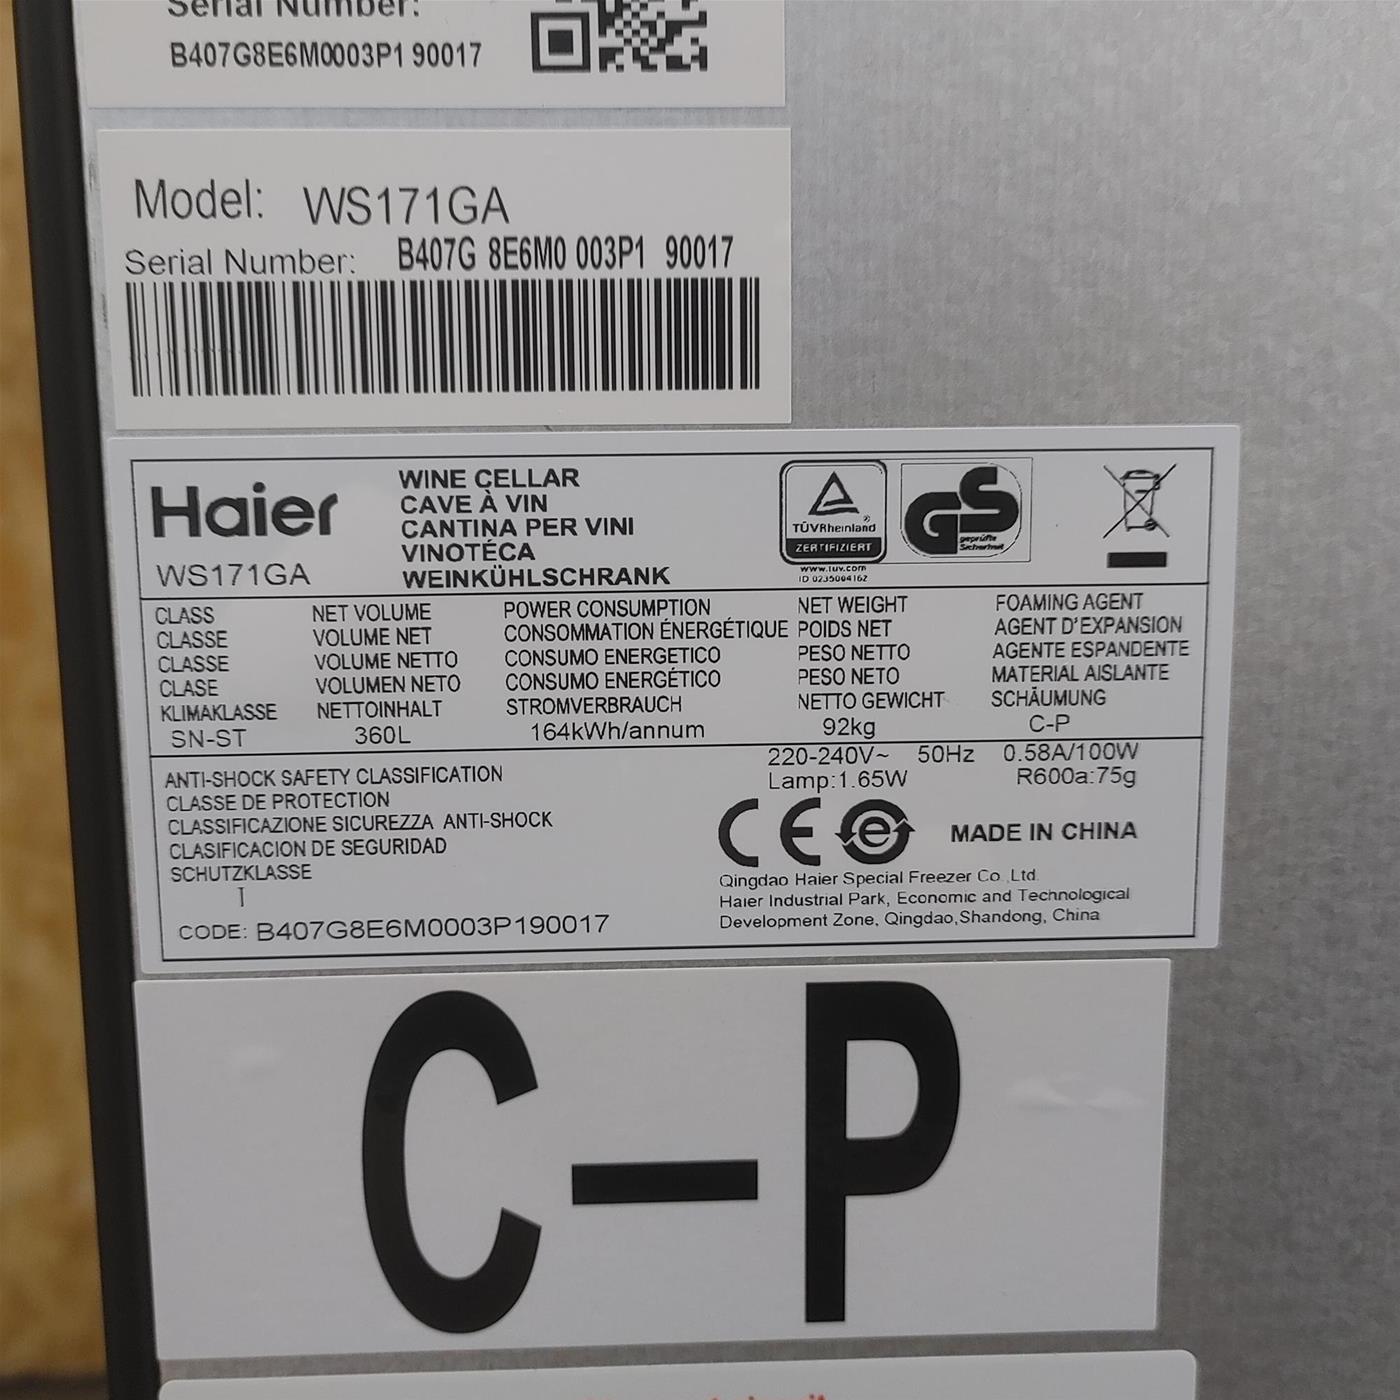 Serial Number:
B407G8E6M0003P1 90017
Model: WS171GA
Serial Number: B407G 8E6M0 003P1 90017
Haier
WS171GA
WINE CELLAR
CAVE À VIN
CANTINA PER VINI
VINOTÉCA
WEINKÜHLSCHRANK
TÜVRheinland®
ZERTIFIZIERT
www.tuv.com
ID 0235004162
GS
geprüfte
Sicherheit
CLASS NET VOLUME POWER CONSUMPTION NET WEIGHT FOAMING AGENT
CLASSE VOLUME NET CONSOMMATION ÉNERGÉTIQUE POIDS NET AGENT D'EXPANSION
CLASSE VOLUME NETTO CONSUMO ENERGETICO PESO NETTO AGENTE ESPANDENTE
CLASE VOLUMEN NETO CONSUMO ENERGÉTICO PESO NETO MATERIAL AISLANTE
KLIMAKLASSE NETTOINHALT STROMVERBRAUCH NETTO GEWICHT SCHÄUMUNG
SN-ST 360L 164kWh/annum 92kg C-P
220-240V~ 50Hz 0.58A/100W
Lamp:1.65W R600a:75g
ANTI-SHOCK SAFETY CLASSIFICATION
CLASSE DE PROTECTION
CLASSIFICAZIONE SICUREZZA ANTI-SHOCK
CLASIFICACION DE SEGURIDAD
SCHUTZKLASSE
I
CODE: B407G8E6M0003P190017
CE e MADE IN CHINA
Qingdao Haier Special Freezer Co.,Ltd.
Haier Industrial Park, Economic and Technological
Development Zone, Qingdao,Shandong, China
C-P